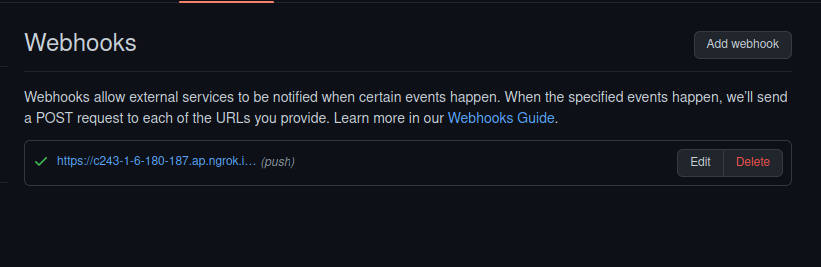 Webhooks
Add webhook
Webhooks allow external services to be notified when certain events happen. When the specified events happen, we'll send
a POST request to each of the URLs you provide. Learn more in our Webhooks Guide.
https://c243-1-6-180-187.ap.ngrok.i… (push)
Edit
Delete